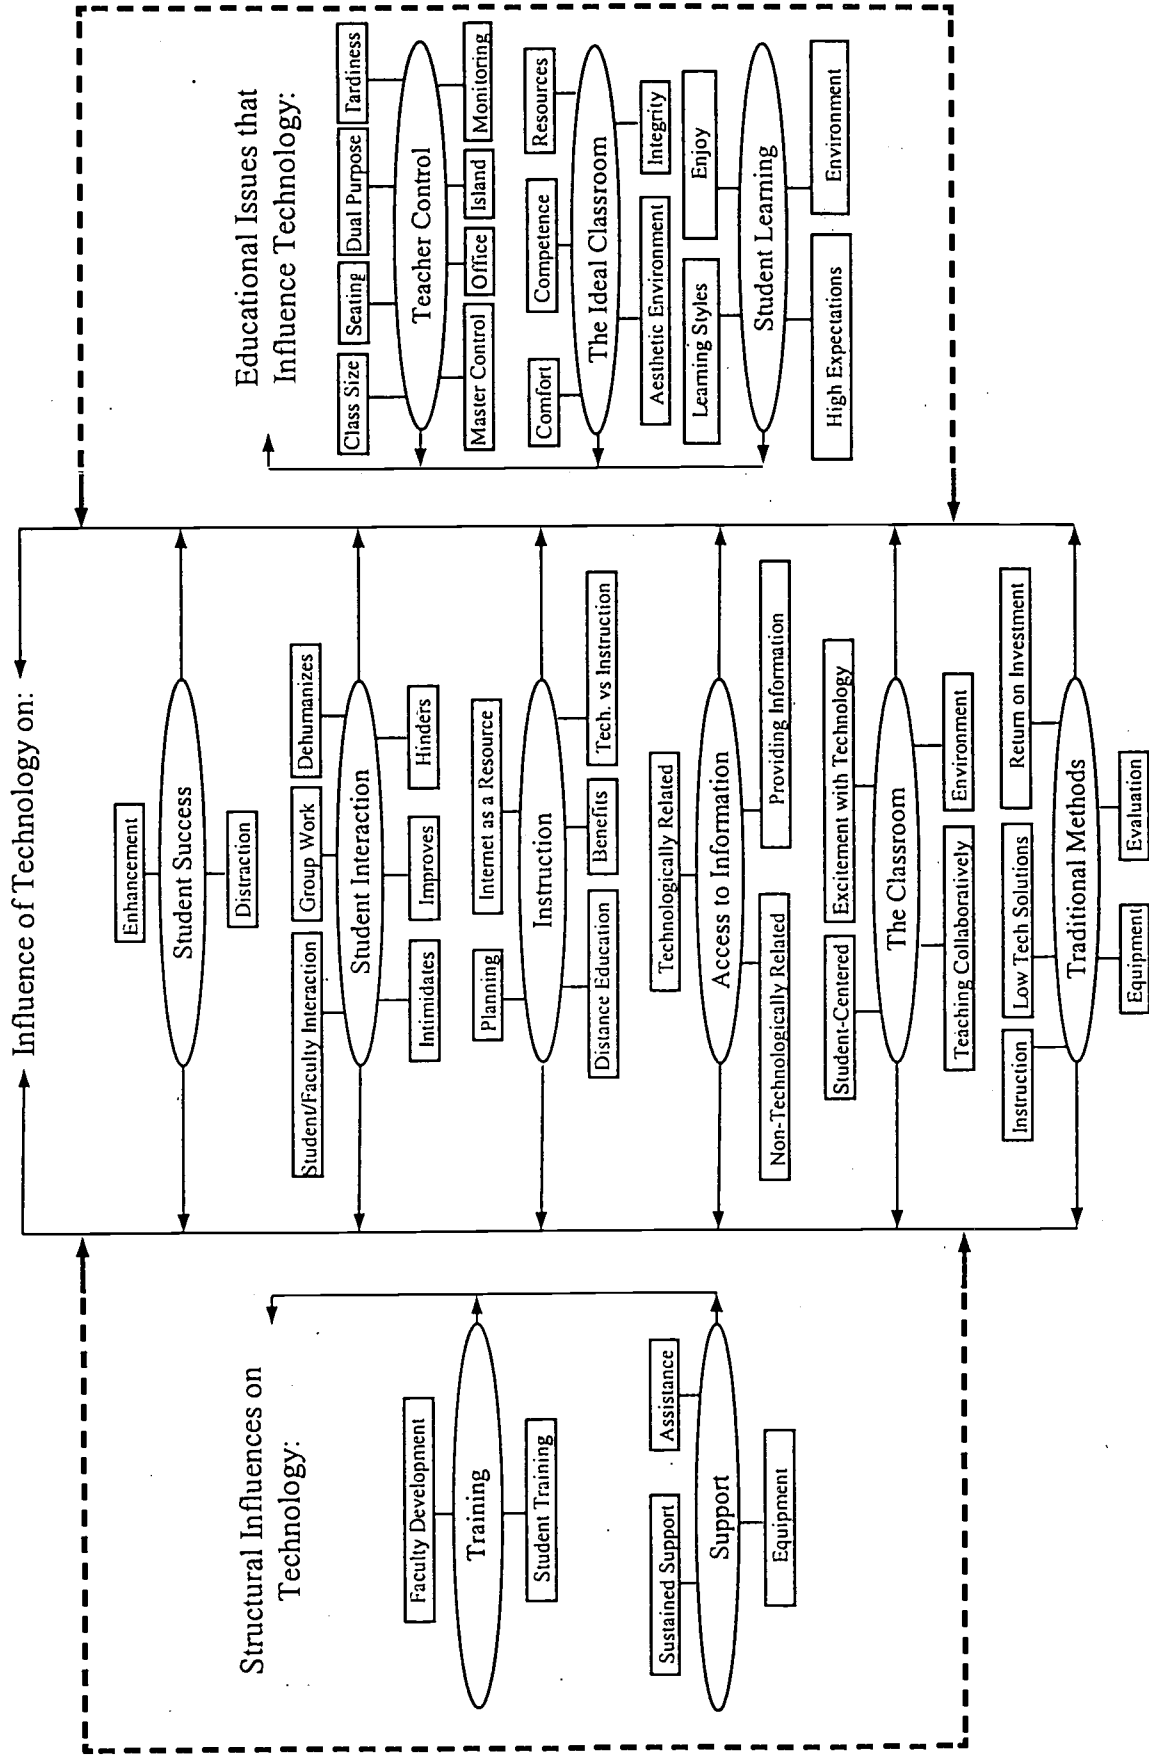 Structural Influences on
Technology:
Faculty Development
Training
Student Training
Sustained Support
Assistance
Support
Equipment
Influence of Technology on:
Enhancement
Student Success
Distraction
Student/Faculty Interaction
Group Work
Dehumanizes
Student Interaction
Intimidates
Improves
Hinders
Planning
Internet as a Resource
Instruction
Distance Education
Benefits
Tech. vs Instruction
Technologically Related
Access to Information
Non-Technologically Related
Providing Information
Student-Centered
Excitement with Technology
The Classroom
Teaching Collaboratively
Environment
Instruction
Low Tech Solutions
Return on Investment
Traditional Methods
Equipment
Evaluation
Educational Issues that
Influence Technology:
Class Size
Seating
Dual Purpose
Tardiness
Teacher Control
Master Control
Office
Island
Monitoring
Comfort
Competence
Resources
The Ideal Classroom
Aesthetic Environment
Integrity
Learning Styles
Enjoy
Student Learning
High Expectations
Environment